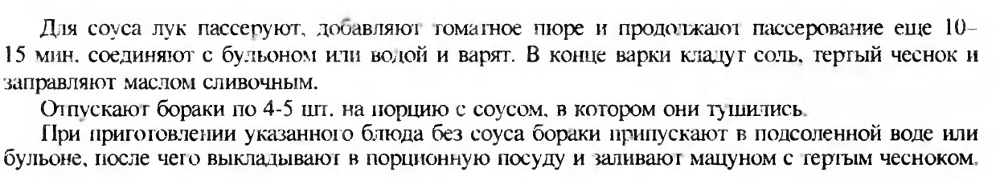 Для соуса лук пассеруют, добавляют томатное пюре и продолжают пассерование еще 10–
15 мин. соединяют с бульоном или водой и варят. В конце варки кладут соль, тертый чеснок и
заправляют маслом сливочным.
Отпускают бораки по 4-5 шт. на порцию с соусом, в котором они тушились.
При приготовлении указанного блюда без соуса бораки припускают в подсоленной воде или
бульоне, после чего выкладывают в порционную посуду и заливают мацуном с тертым чесноком.